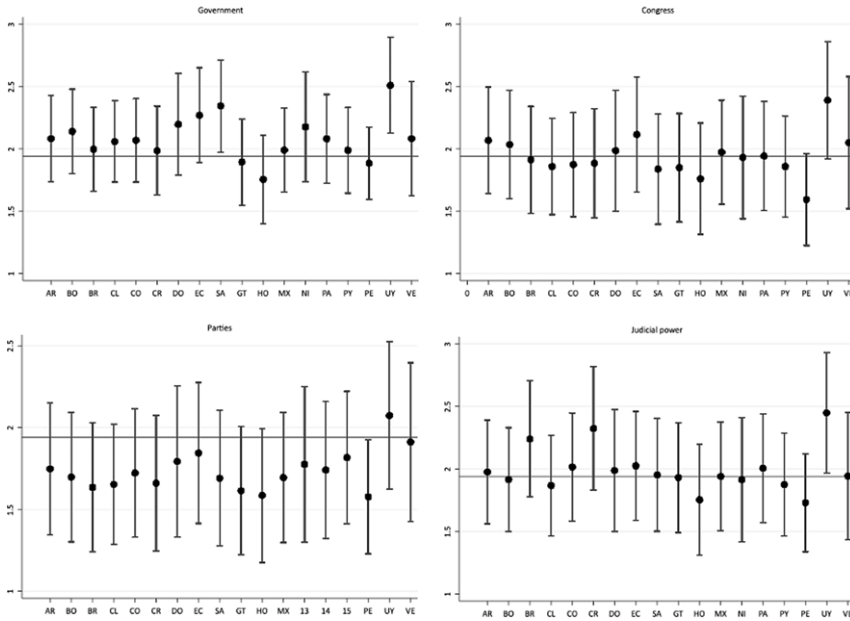 Government
3
2.5
2
1.5
1
AR BO BR CL CO CR DO EC SA GT HO MX NI PA PY PE UY VE
Congress
3
2.5
2
1.5
1
0 AR BO BR CL CO CR DO EC SA GT HO MX NI PA PY PE UY
Parties
2.5
2
1.5
1
AR BO BR CL CO CR DO EC SA GT HO MX 13 14 15 PE UY VE
Judicial power
3
2.5
2
1.5
1
AR BO BR CL CO CR DO EC SA GT HO MX NI PA PY PE UY